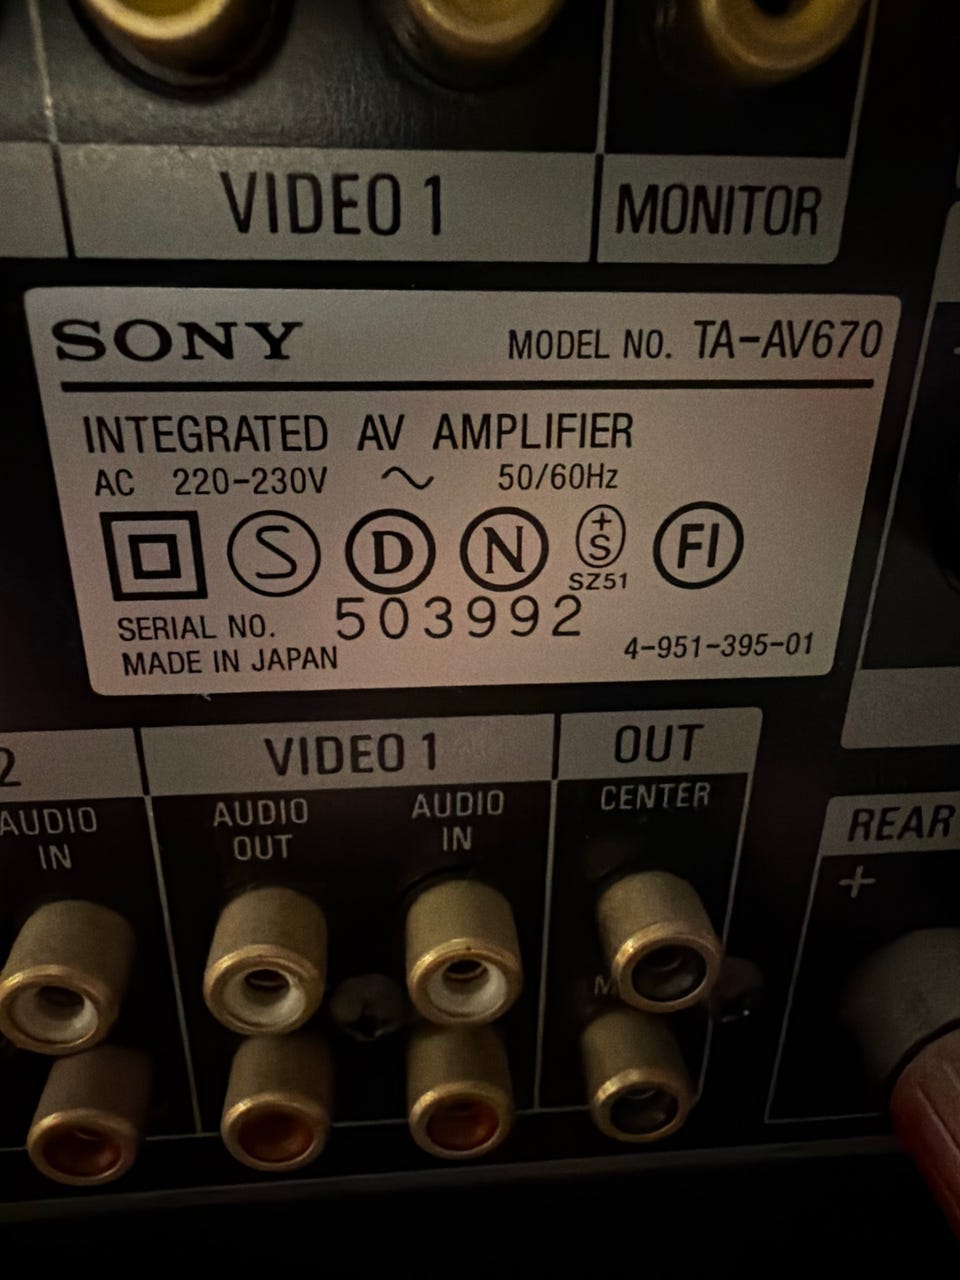 VIDEO 1
MONITOR
SONY MODEL NO. TA-AV670
INTEGRATED AV AMPLIFIER
AC 220-230V ~ 50/60Hz
S D N +S FI
SZ51
SERIAL NO. 503992
MADE IN JAPAN 4-951-395-01
2 VIDEO 1 OUT
AUDIO IN
AUDIO OUT
AUDIO IN
CENTER
REAR
+